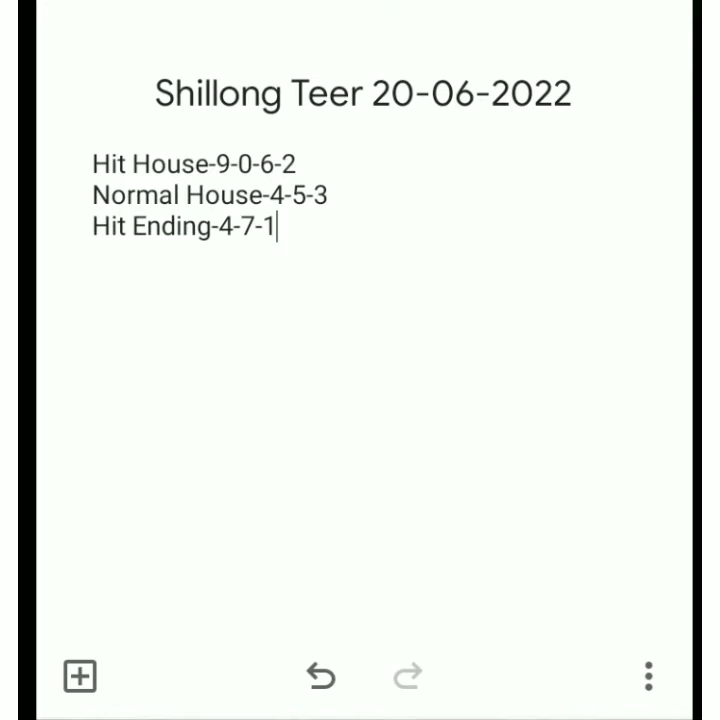 Shillong Teer 20-06-2022
Hit House-9-0-6-2
Normal House-4-5-3
Hit Ending-4-7-1